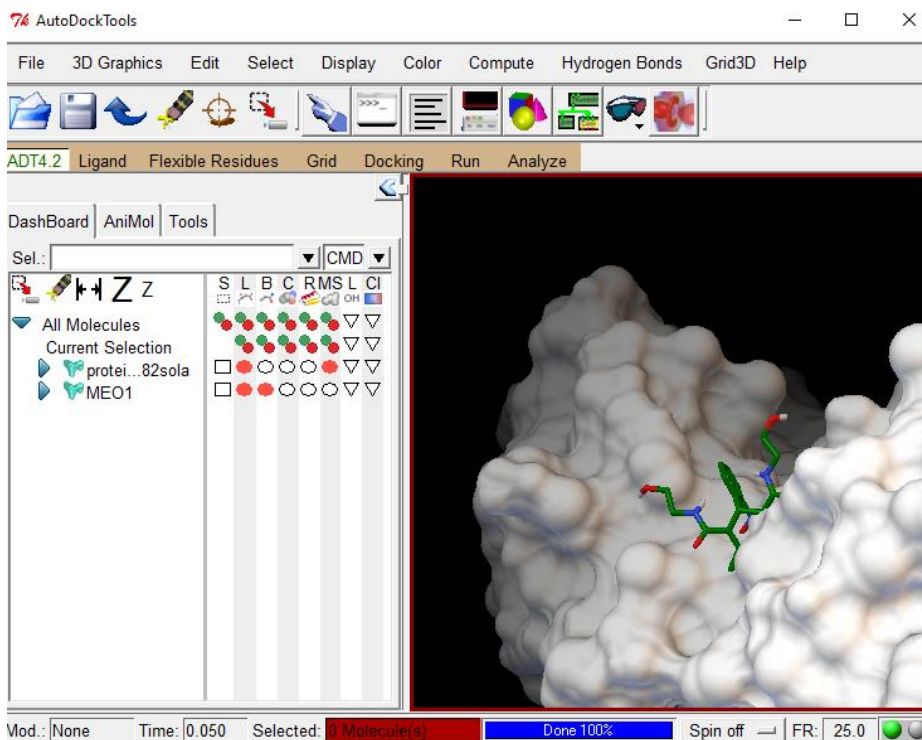 AutoDockTools
File 3D Graphics Edit Select Display Color Compute Hydrogen Bonds Grid3D Help
ADT4.2 Ligand Flexible Residues Grid Docking Run Analyze
DashBoard AniMol Tools
Sel.: CMD
Z Z S L B C R MS L Cl
OH
All Molecules
Current Selection
protei...82sola
MEO1
Mod.: None Time: 0.050 Selected: 0 Molecule(s) Done 100% Spin off FR: 25.0